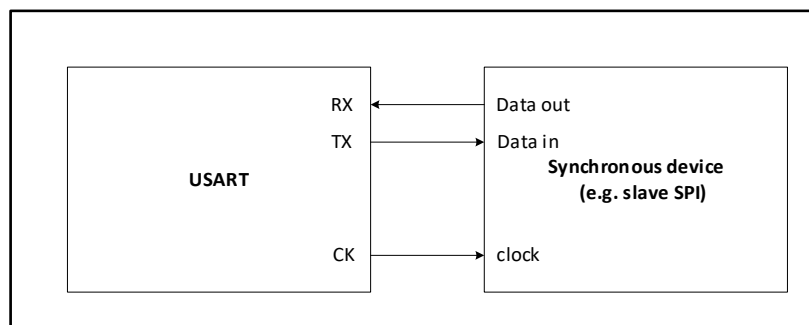 RX
Data out
TX
Data in
USART
Synchronous device
(e.g. slave SPI)
CK
clock